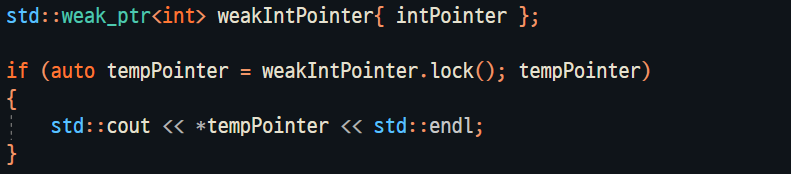 std::weak_ptr<int> weakIntPointer{ intPointer };
if (auto tempPointer = weakIntPointer.lock(); tempPointer)
{
    std::cout << *tempPointer << std::endl;
}